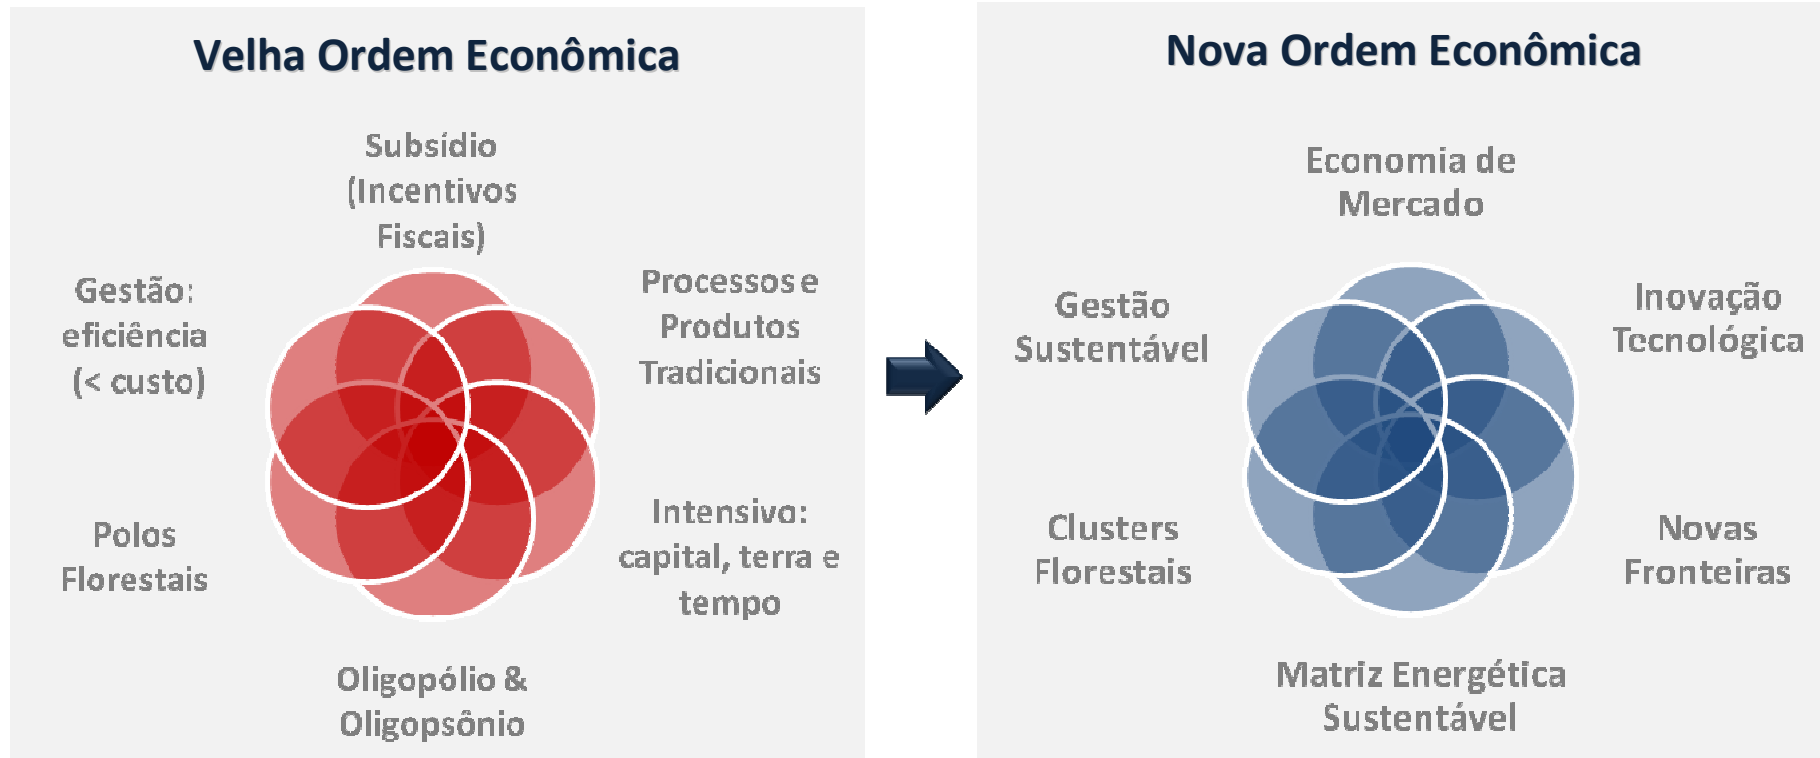 Velha Ordem Econômica
Subsídio
(Incentivos
Fiscais)
Processos e
Produtos
Tradicionais
Intensivo:
capital, terra e
tempo
Oligopólio &
Oligopsônio
Polos
Florestais
Gestão:
eficiência
(< custo)
Nova Ordem Econômica
Economia de
Mercado
Inovação
Tecnológica
Novas
Fronteiras
Matriz Energética
Sustentável
Clusters
Florestais
Gestão
Sustentável